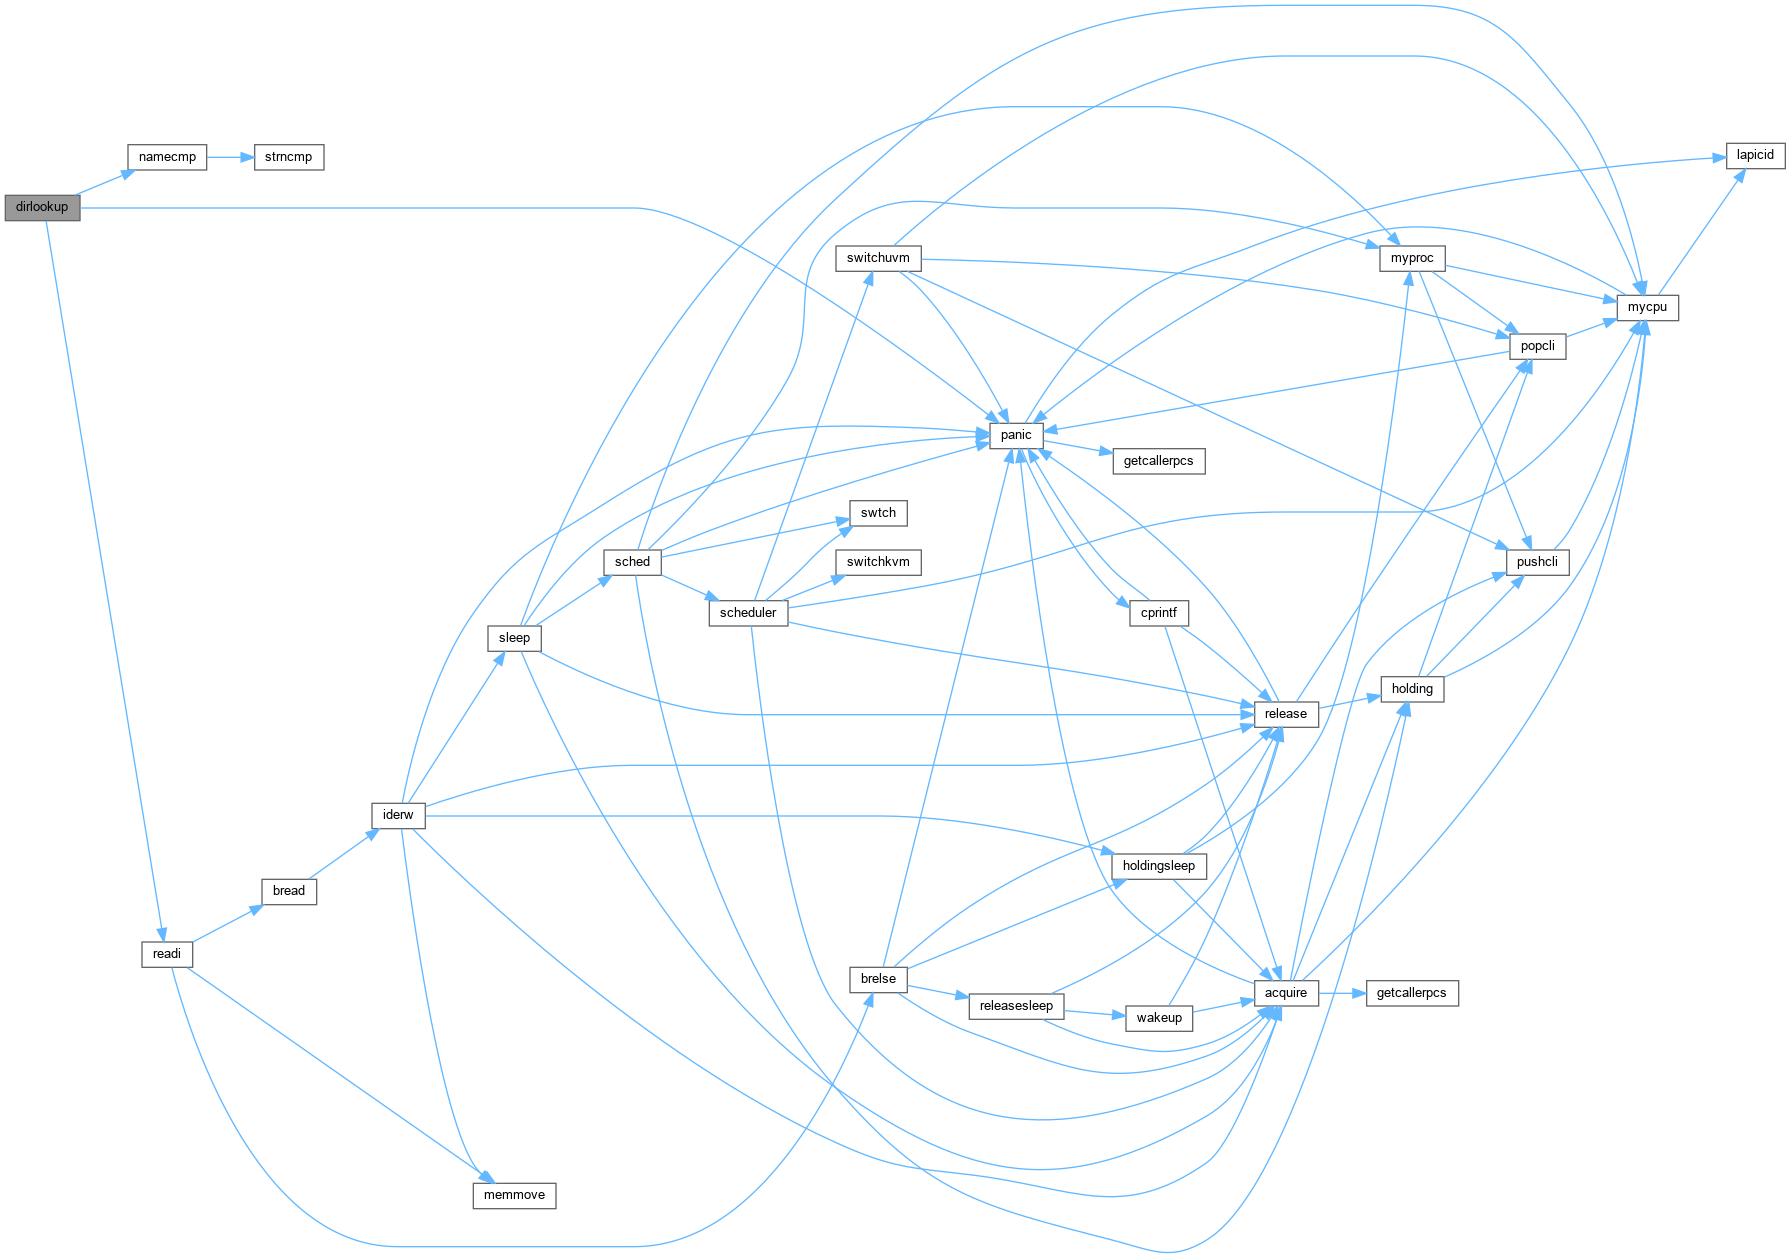 lapicid
namecmp
strncmp
dirlookup
switchuvm
myproc
mycpu
popcli
panic
getcallerpcs
swtch
sched
switchkvm
pushcli
scheduler
cprintf
sleep
holding
release
iderw
holdingsleep
bread
readi
brelse
releasesleep
wakeup
acquire
getcallerpcs
memmove